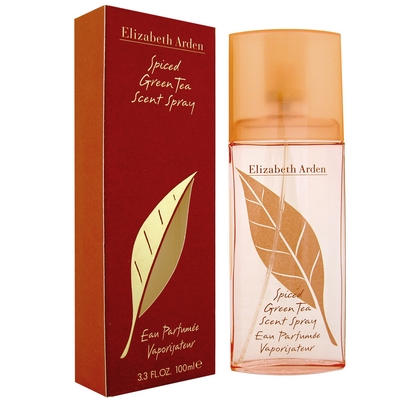 Elizabeth Arden
Spiced
Green Tea
Scent Spray
Eau Parfumée
Vaporisateur
3.3 FL.OZ. 100ml℮
Elizabeth Arden
Spiced
Green Tea
Scent Spray
Eau Parfumée
Vaporisateur